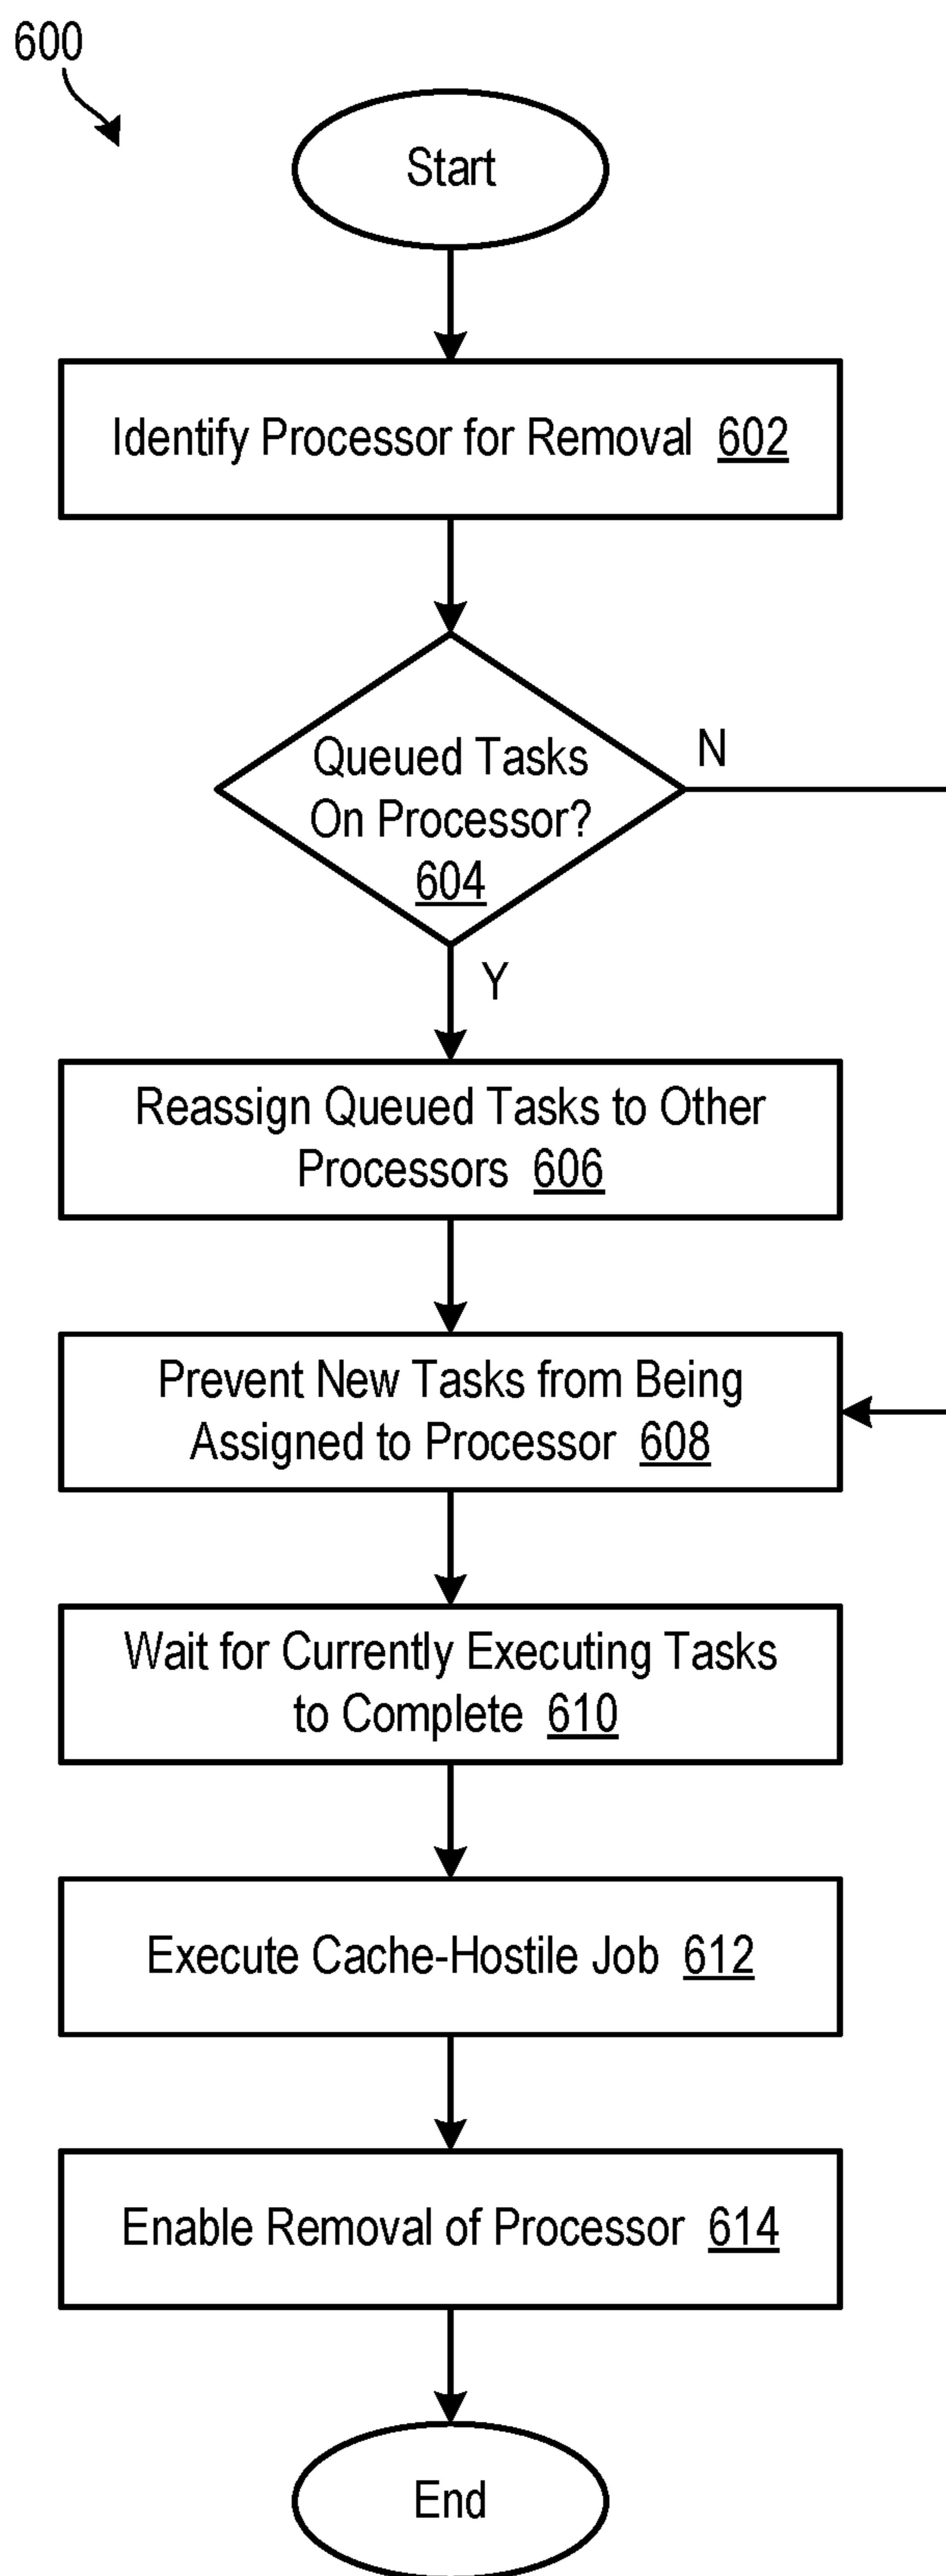 600
Start
Identify Processor for Removal 602
N
Queued Tasks
On Processor?
604
Y
Reassign Queued Tasks to Other
Processors 606
Prevent New Tasks from Being
Assigned to Processor 608
Wait for Currently Executing Tasks
to Complete 610
Execute Cache-Hostile Job 612
Enable Removal of Processor 614
End